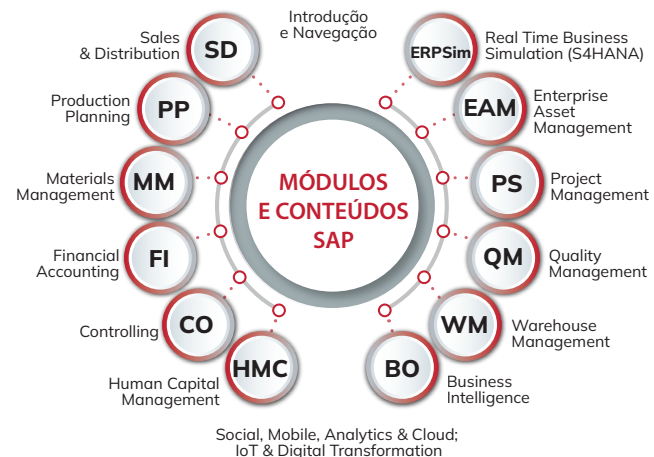 Introdução
e Navegação
Sales
& Distribution
SD
Production
Planning
PP
Materials
Management
MM
Financial
Accounting
FI
Controlling
CO
Human Capital
Management
HMC
MÓDULOS
E CONTEÚDOS
SAP
ERPSim
Real Time Business
Simulation (S4HANA)
EAM
Enterprise
Asset
Management
PS
Project
Management
QM
Quality
Management
WM
Warehouse
Management
BO
Business
Intelligence
Social, Mobile, Analytics & Cloud;
IoT & Digital Transformation